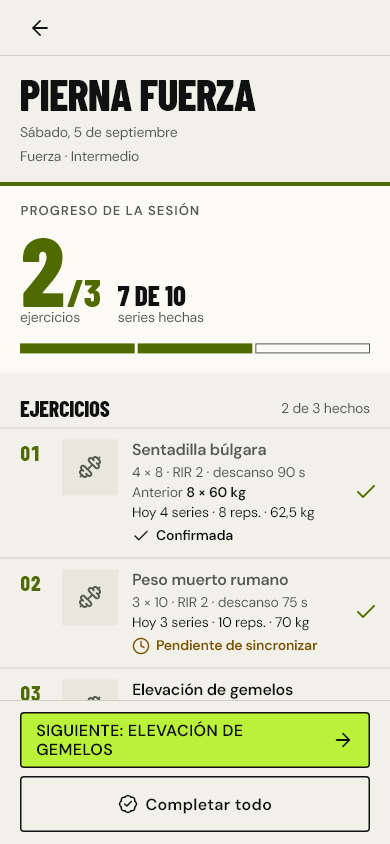 PIERNA FUERZA
Sábado, 5 de septiembre
Fuerza · Intermedio
PROGRESO DE LA SESIÓN
2/3 7 DE 10
ejercicios series hechas
EJERCICIOS 2 de 3 hechos
01 Sentadilla búlgara
4 × 8 · RIR 2 · descanso 90 s
Anterior 8 × 60 kg
Hoy 4 series · 8 reps. · 62,5 kg
Confirmada
02 Peso muerto rumano
3 × 10 · RIR 2 · descanso 75 s
Hoy 3 series · 10 reps. · 70 kg
Pendiente de sincronizar
03 Elevación de gemelos
SIGUIENTE: ELEVACIÓN DE
GEMELOS
Completar todo